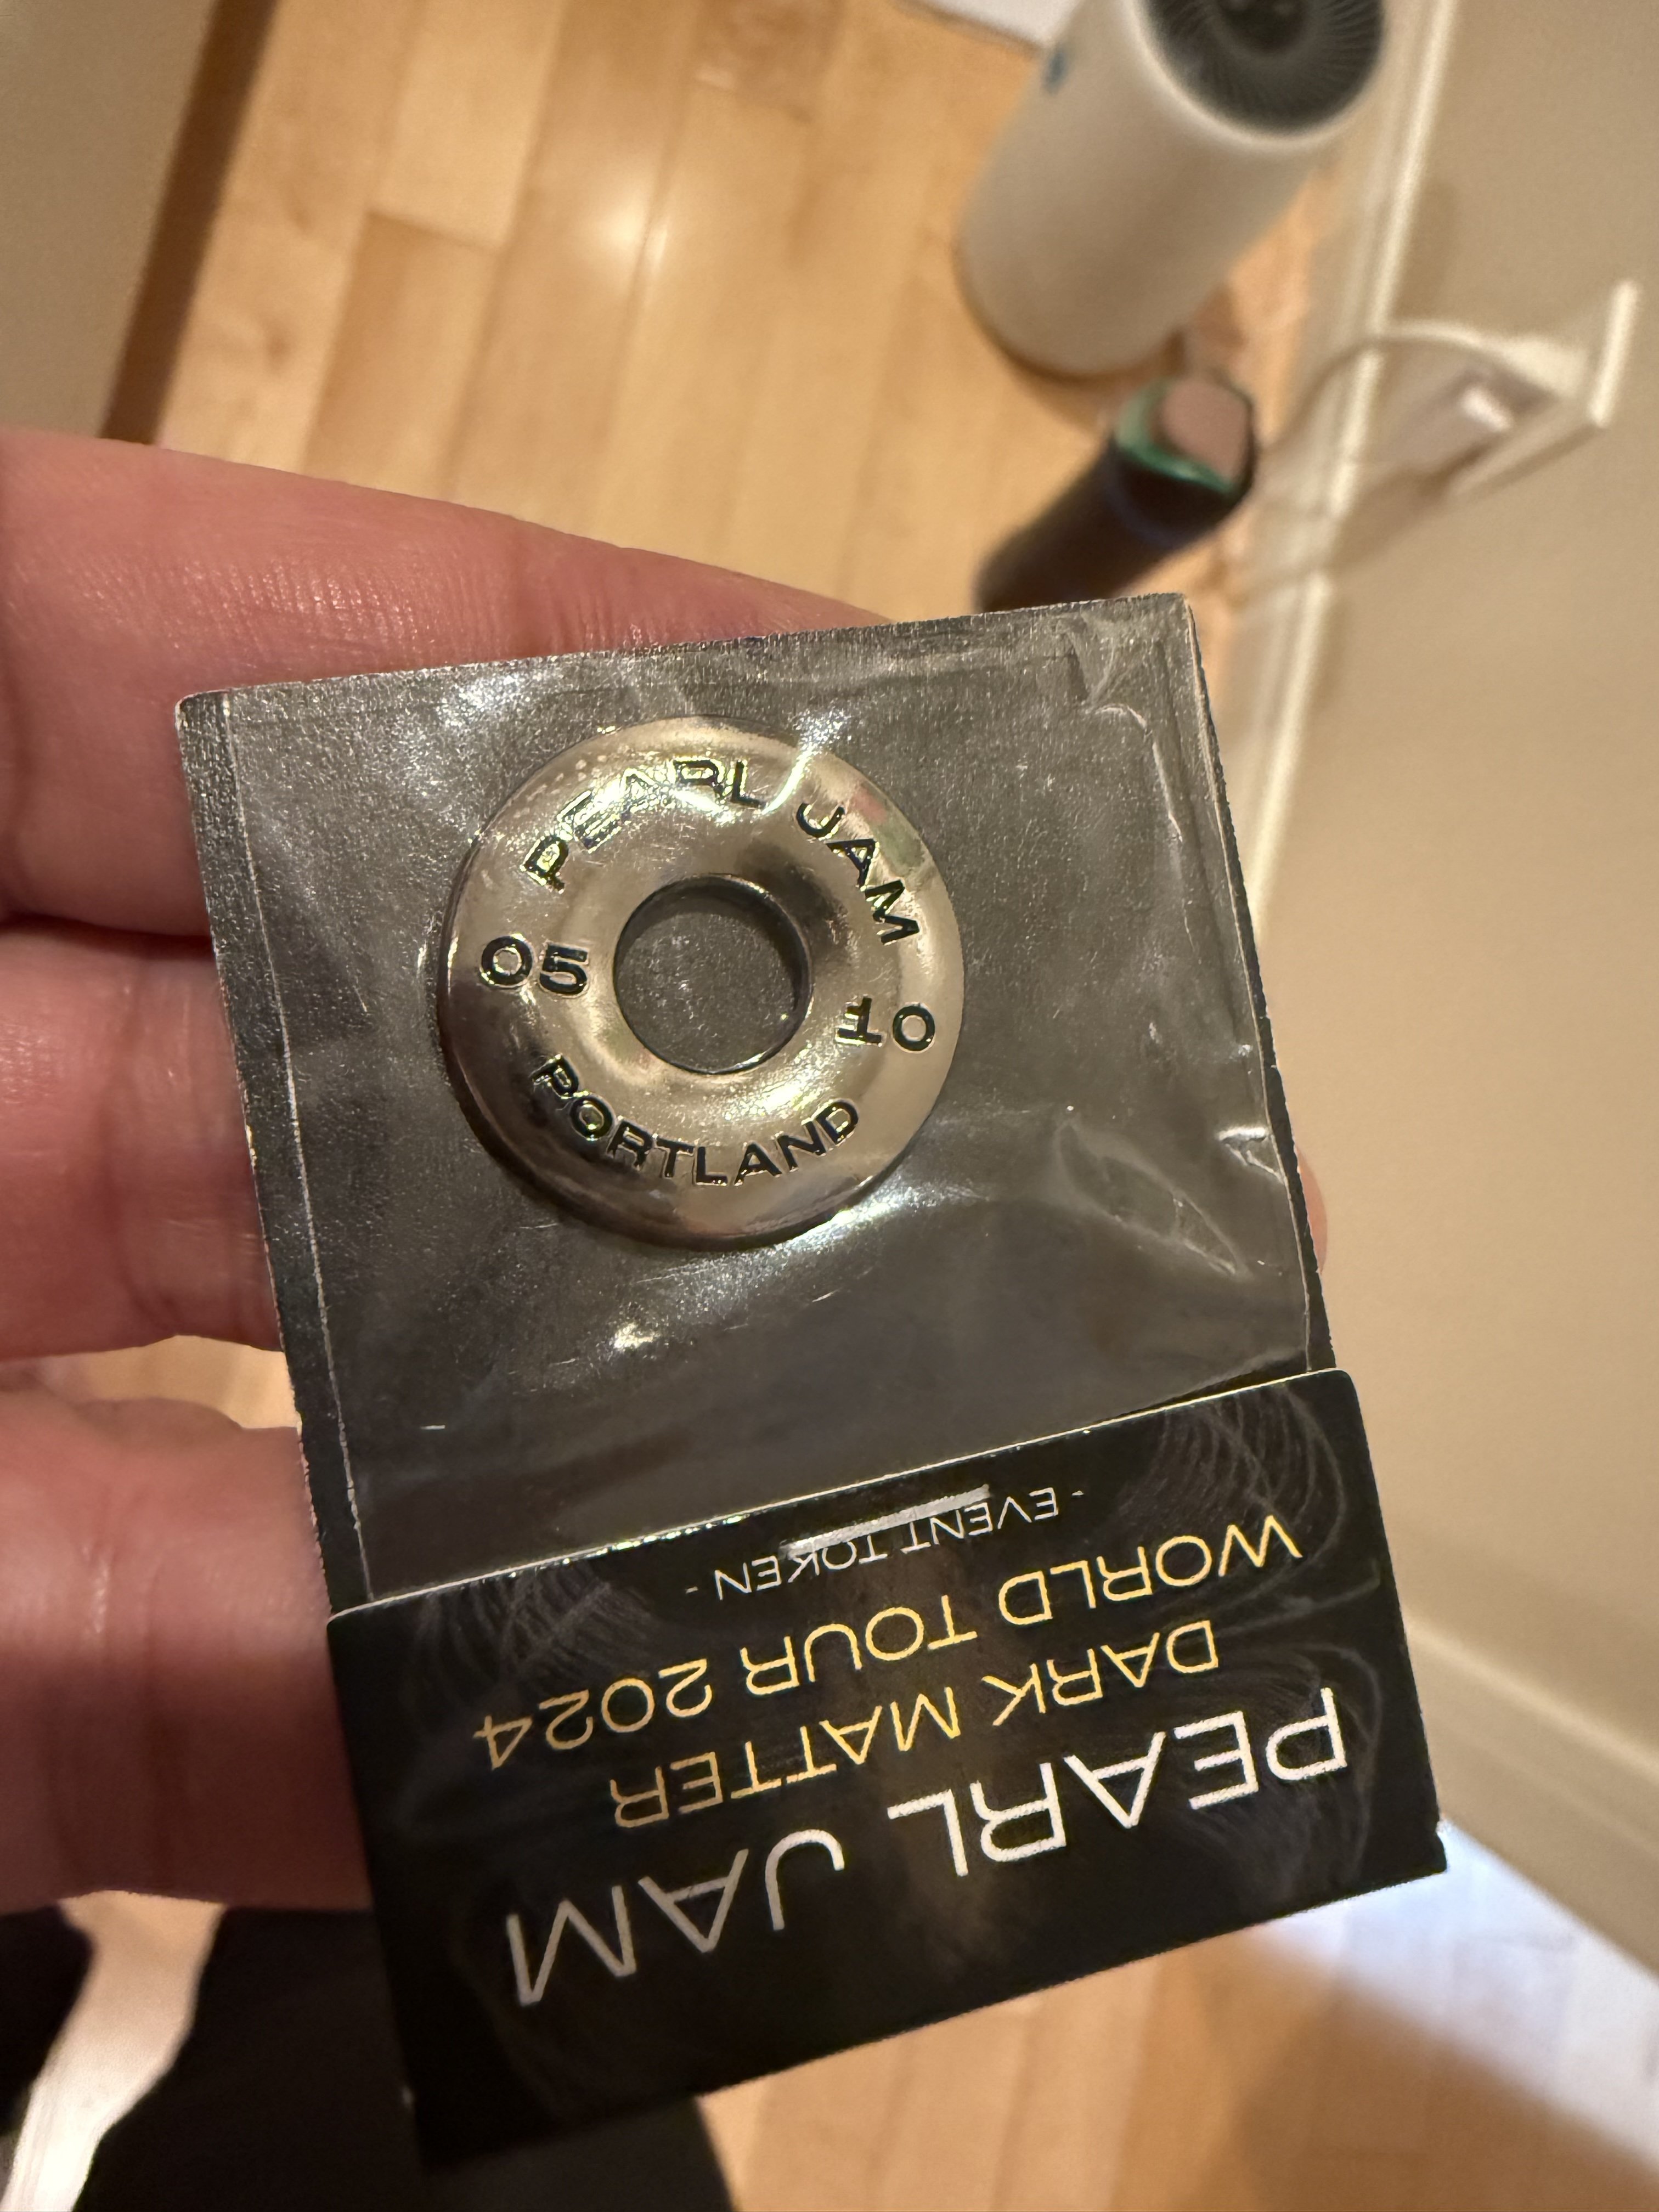 PEARL JAM
05
10
PORTLAND
PEARL JAM
DARK MATTER
WORLD TOUR 2024
- EVENT TOKEN -